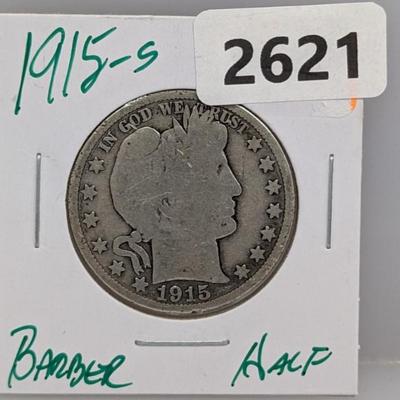 1915-S
2621
IN GOD WE TRUST
1915
BARBER HALF